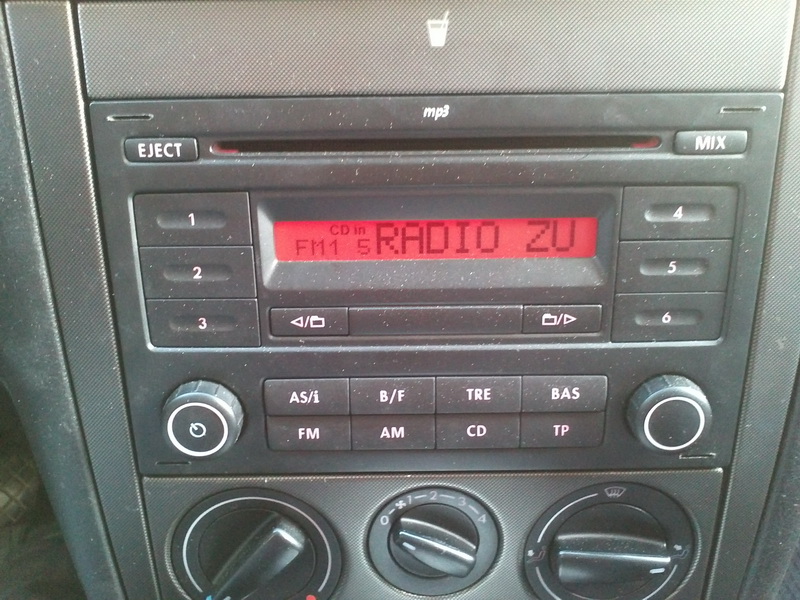 mp3
EJECT
MIX
1
4
CD in
FM1 5 RADIO ZU
2
5
3
6
AS/i B/F TRE BAS
FM AM CD TP
0 1 2 3 4